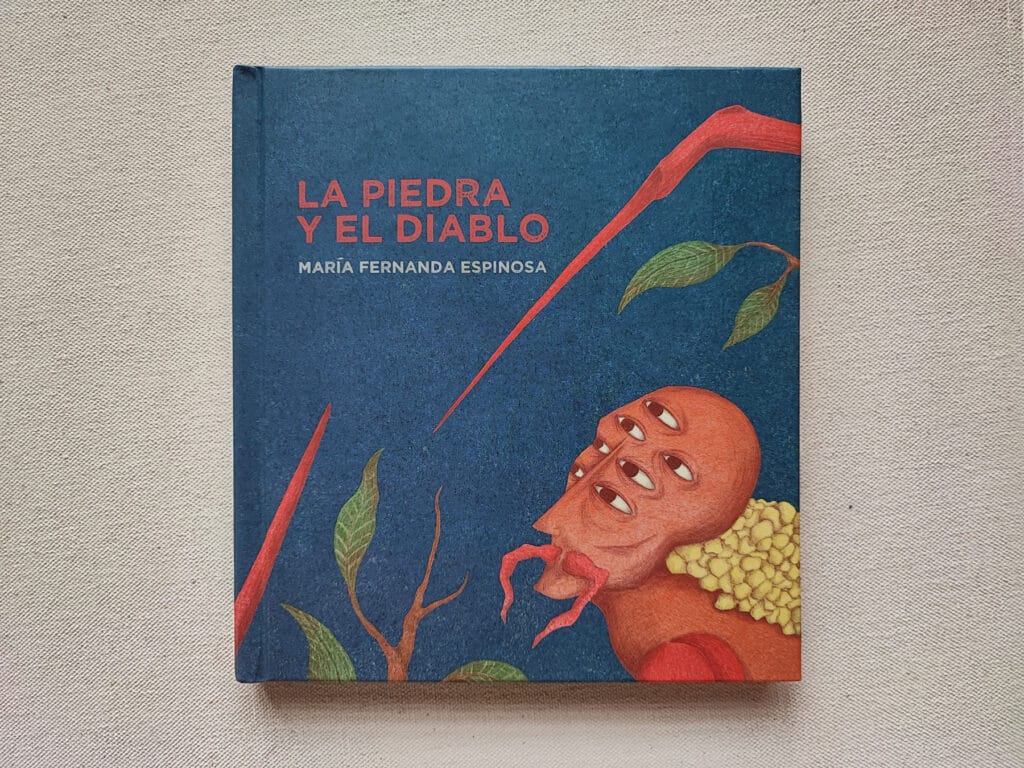 LA PIEDRA
Y EL DIABLO
MARÍA FERNANDA ESPINOSA